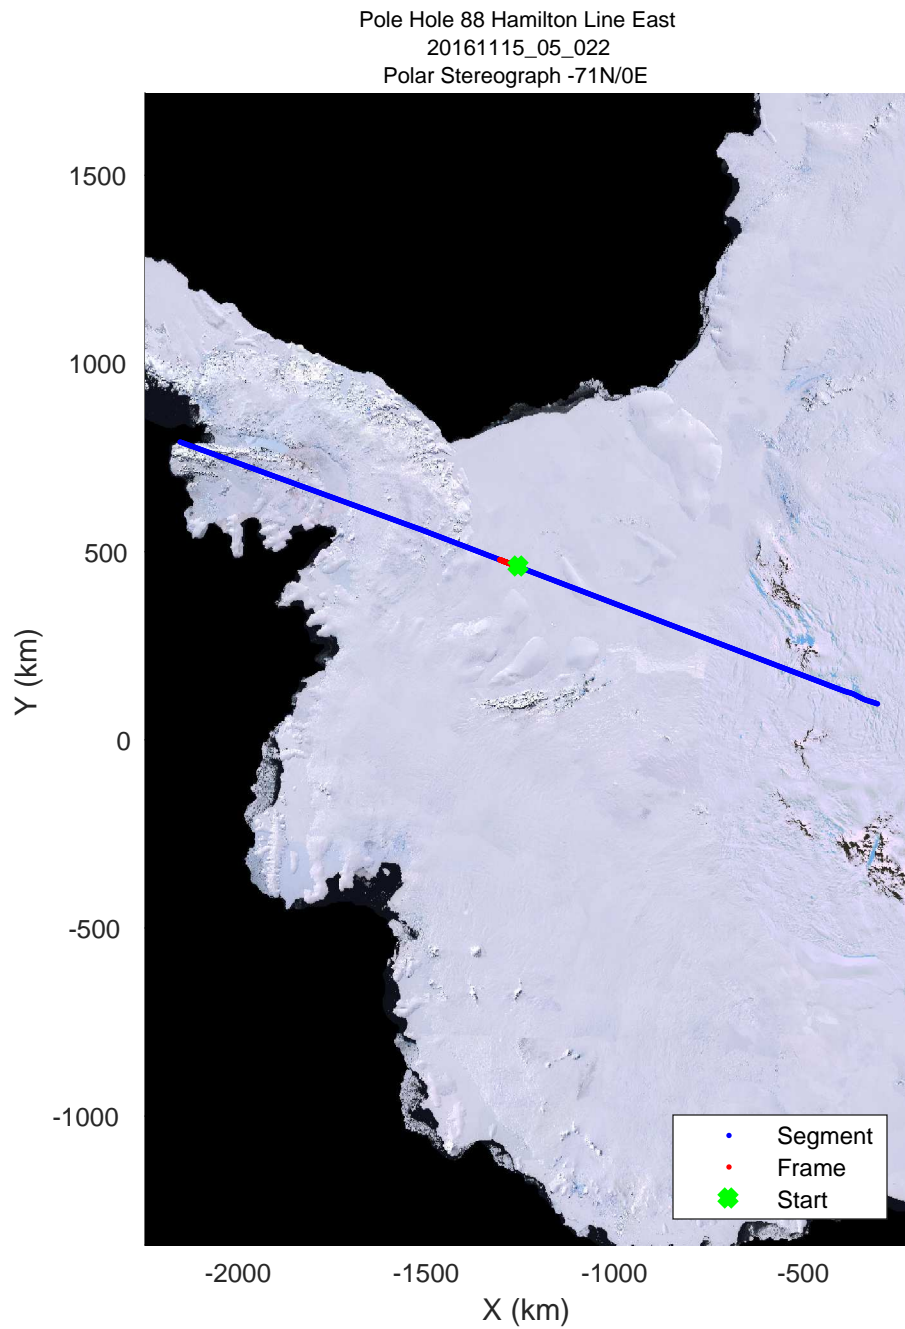 Pole Hole 88 Hamilton Line East
20161115_05_022
Polar Stereograph -71N/0E
1500
1000
500
0
-500
-1000
Y (km)
-2000
-1500
-1000
-500
X (km)
Segment
Frame
Start